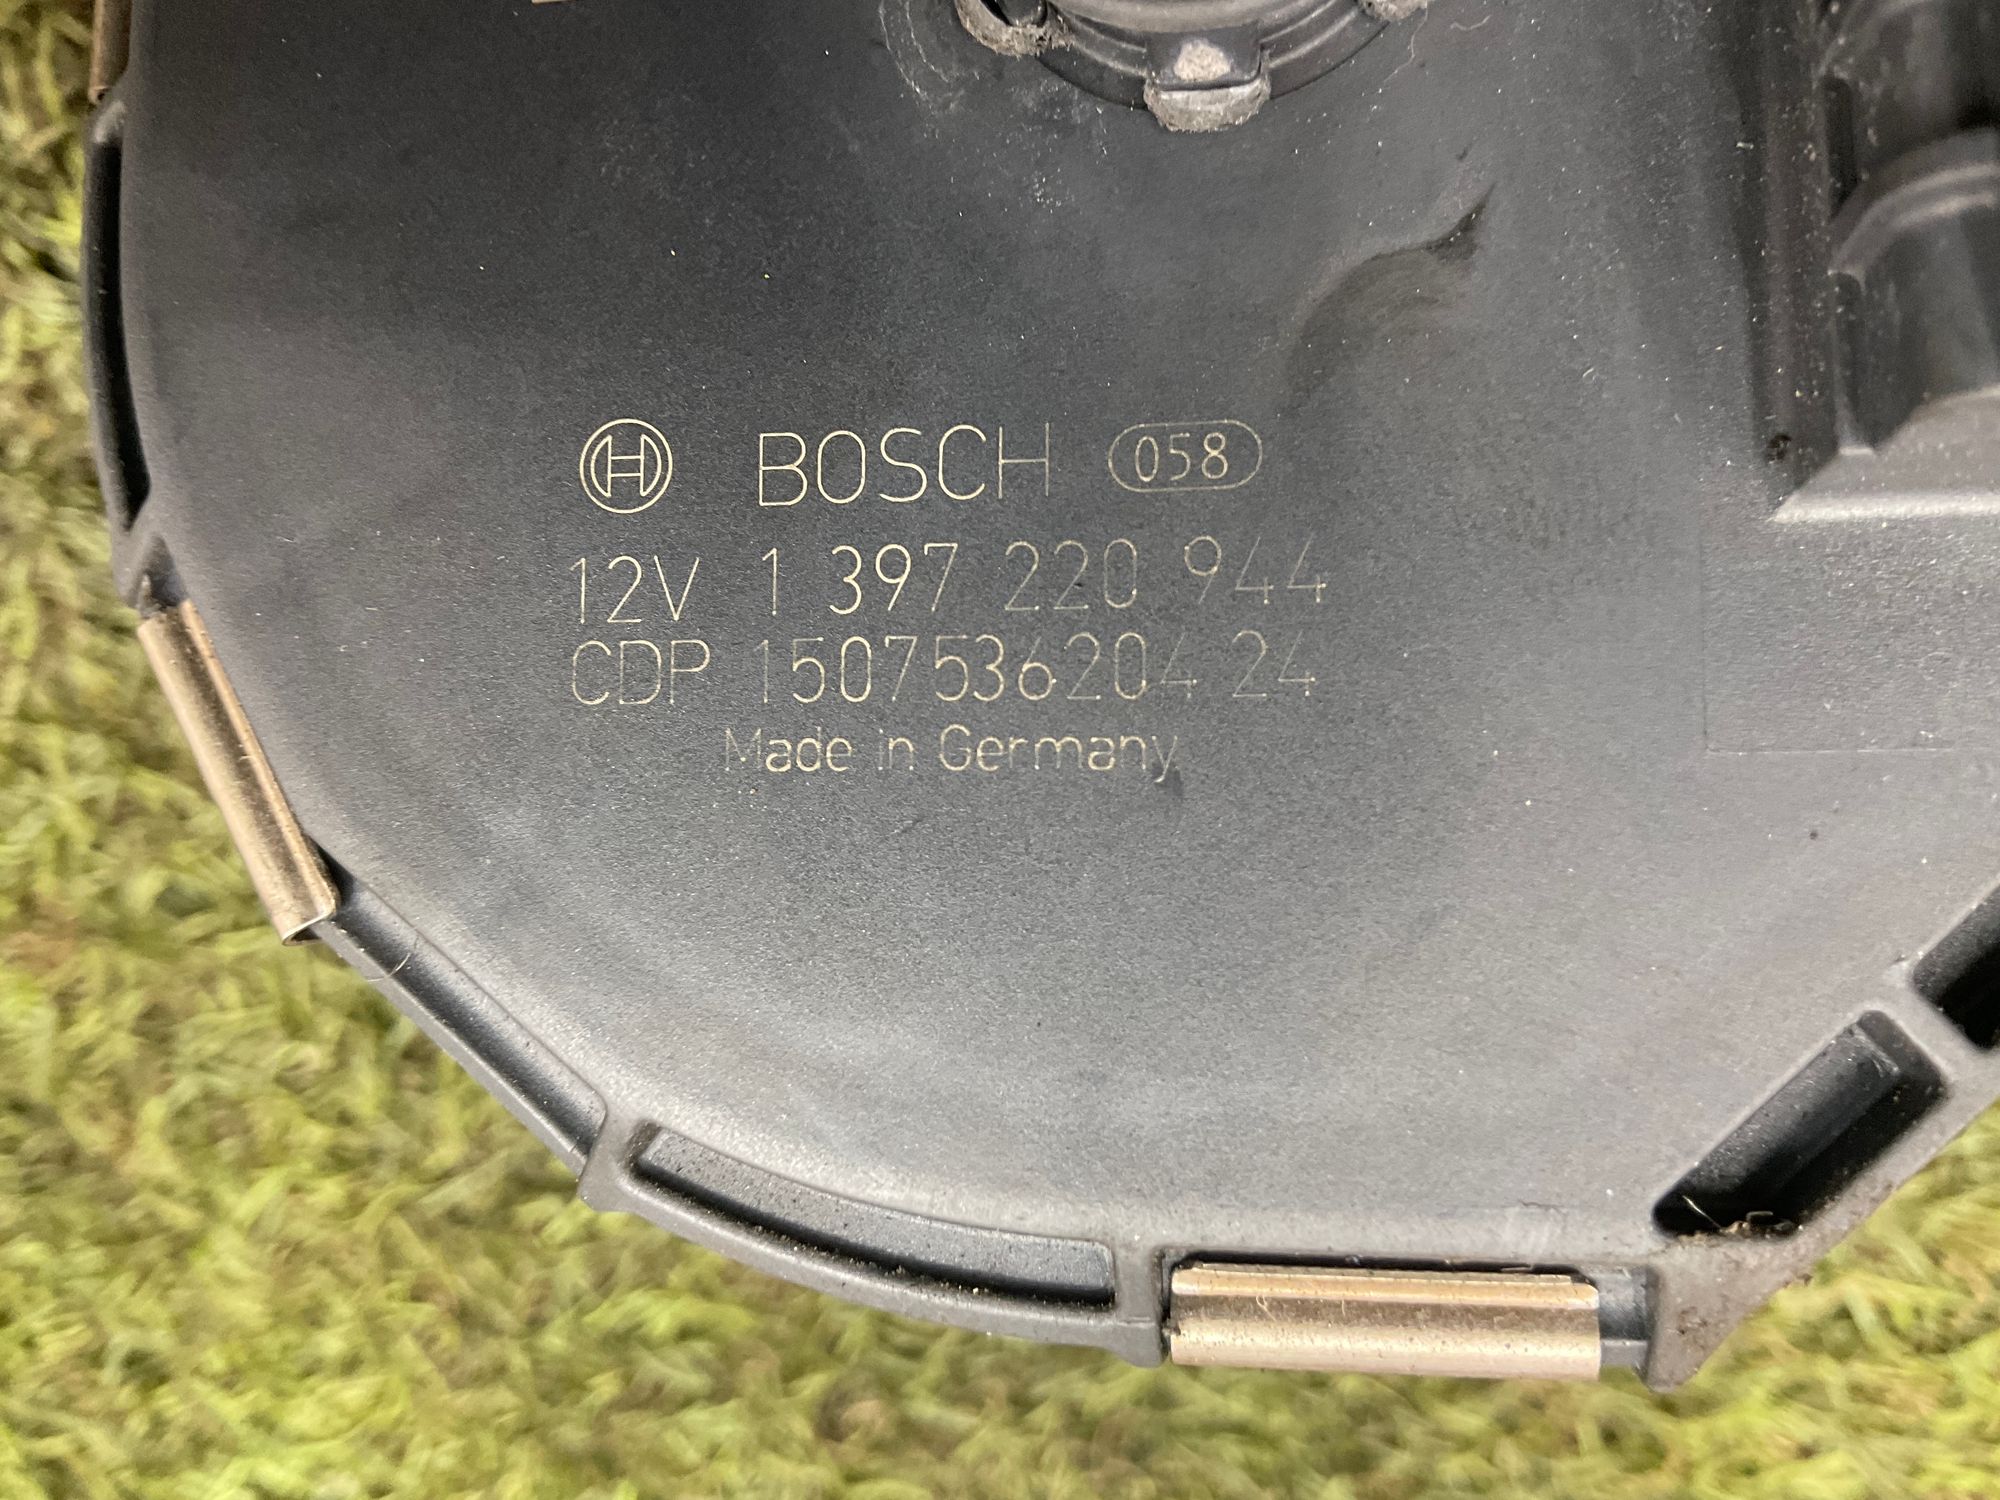 BOSCH 058
12V 1 397 220 944
CDP 1507536204 24
Made in Germany